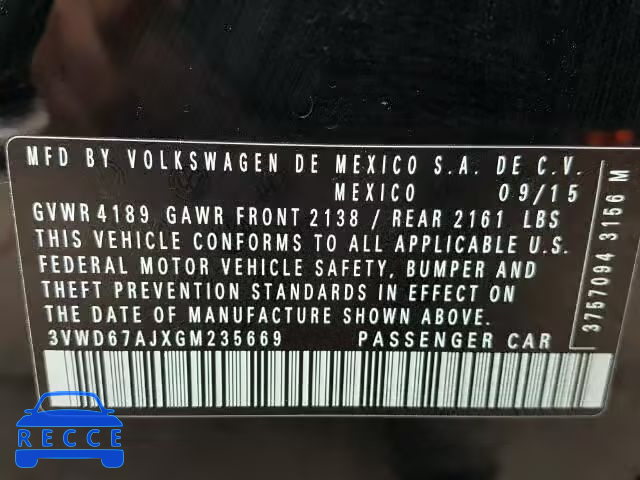 MFD BY VOLKSWAGEN DE MEXICO S.A. DE C.V.
MEXICO 09/15
GVWR 4189 GAWR FRONT 2138 / REAR 2161 LBS
THIS VEHICLE CONFORMS TO ALL APPLICABLE U.S.
FEDERAL MOTOR VEHICLE SAFETY, BUMPER AND
THEFT PREVENTION STANDARDS IN EFFECT ON
THE DATE OF MANUFACTURE SHOWN ABOVE.
3VWD67AJXGM235669 PASSENGER CAR
3757094 3156 M
RECCE